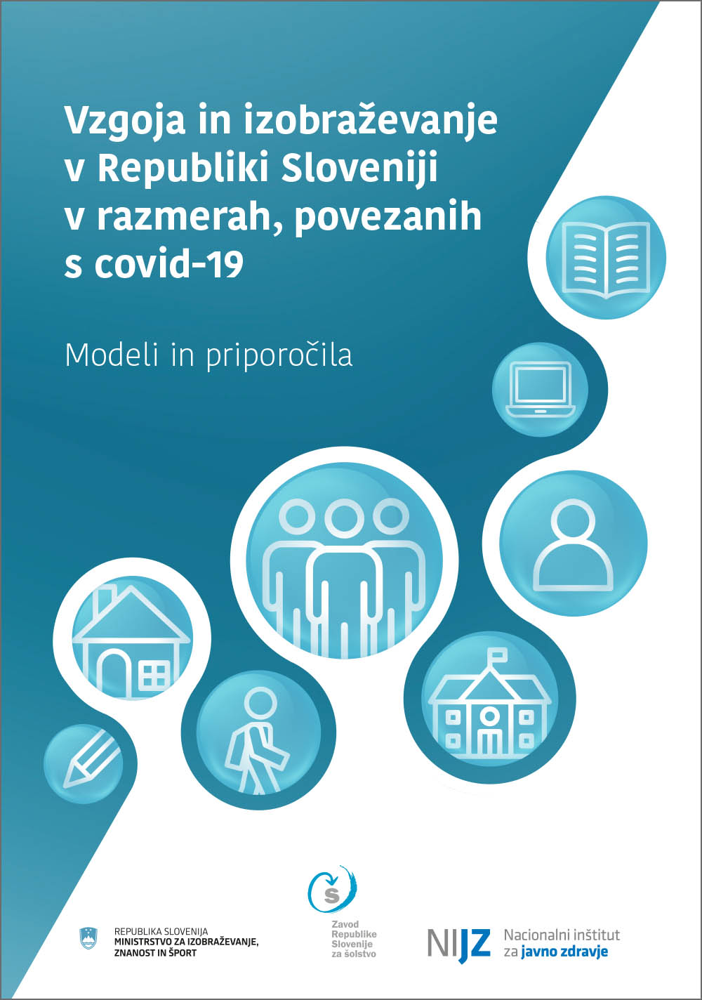 Vzgoja in izobraževanje
v Republiki Sloveniji
v razmerah, povezanih
s covid-19
Modeli in priporočila
REPUBLIKA SLOVENIJA
MINISTRSTVO ZA IZOBRAŽEVANJE,
ZNANOST IN ŠPORT
Š
Zavod
Republike
Slovenije
za šolstvo
NIJZ
Nacionalni inštitut
za javno zdravje